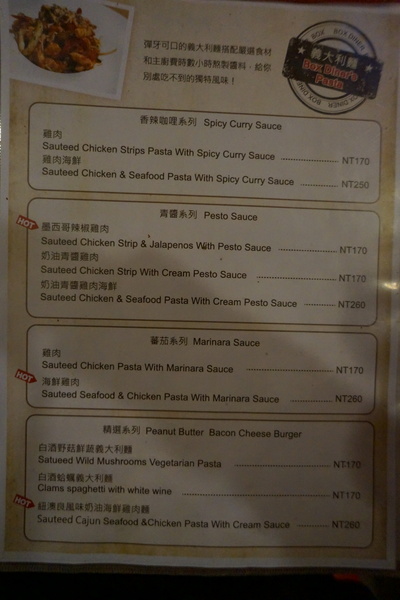 彈牙可口的義大利麵搭配嚴選食材
和主廚費時數小時熬製醬料，給你
別處吃不到的獨特風味！
BOX DINER
義大利麵
Box Diner's
Pasta
BOX DINER
香辣咖哩系列 Spicy Curry Sauce
雞肉
Sauteed Chicken Strips Pasta With Spicy Curry Sauce NT170
雞肉海鮮
Sauteed Chicken & Seafood Pasta With Spicy Curry Sauce NT250
青醬系列 Pesto Sauce
HOT 墨西哥辣椒雞肉
Sauteed Chicken Strip & Jalapenos With Pesto Sauce NT170
奶油青醬雞肉
Sauteed Chicken Strip With Cream Pesto Sauce NT170
奶油青醬雞肉海鮮
Sauteed Chicken & Seafood Pasta With Cream Pesto Sauce NT260
蕃茄系列 Marinara Sauce
雞肉
Sauteed Chicken Pasta With Marinara Sauce NT170
HOT 海鮮雞肉
Sauteed Seafood & Chicken Pasta With Marinara Sauce NT260
精選系列 Peanut Butter Bacon Cheese Burger
白酒野菇鮮蔬義大利麵
Satueed Wild Mushrooms Vegetarian Pasta NT170
白酒蛤蠣義大利麵
Clams spaghetti with white wine NT170
HOT 紐澳良風味奶油海鮮雞肉麵
Sauteed Cajun Seafood &Chicken Pasta With Cream Sauce NT260